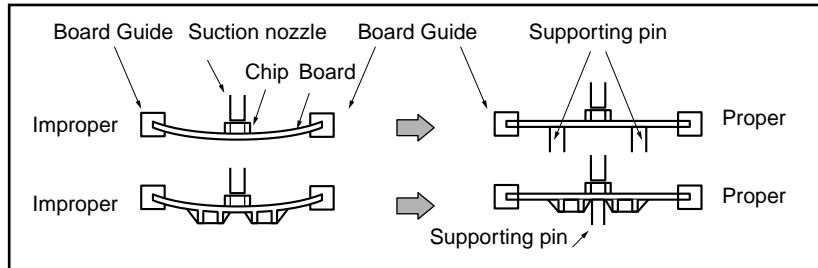 Board Guide Suction nozzle Board Guide Supporting pin
Chip Board
Improper Proper
Improper Proper
Supporting pin